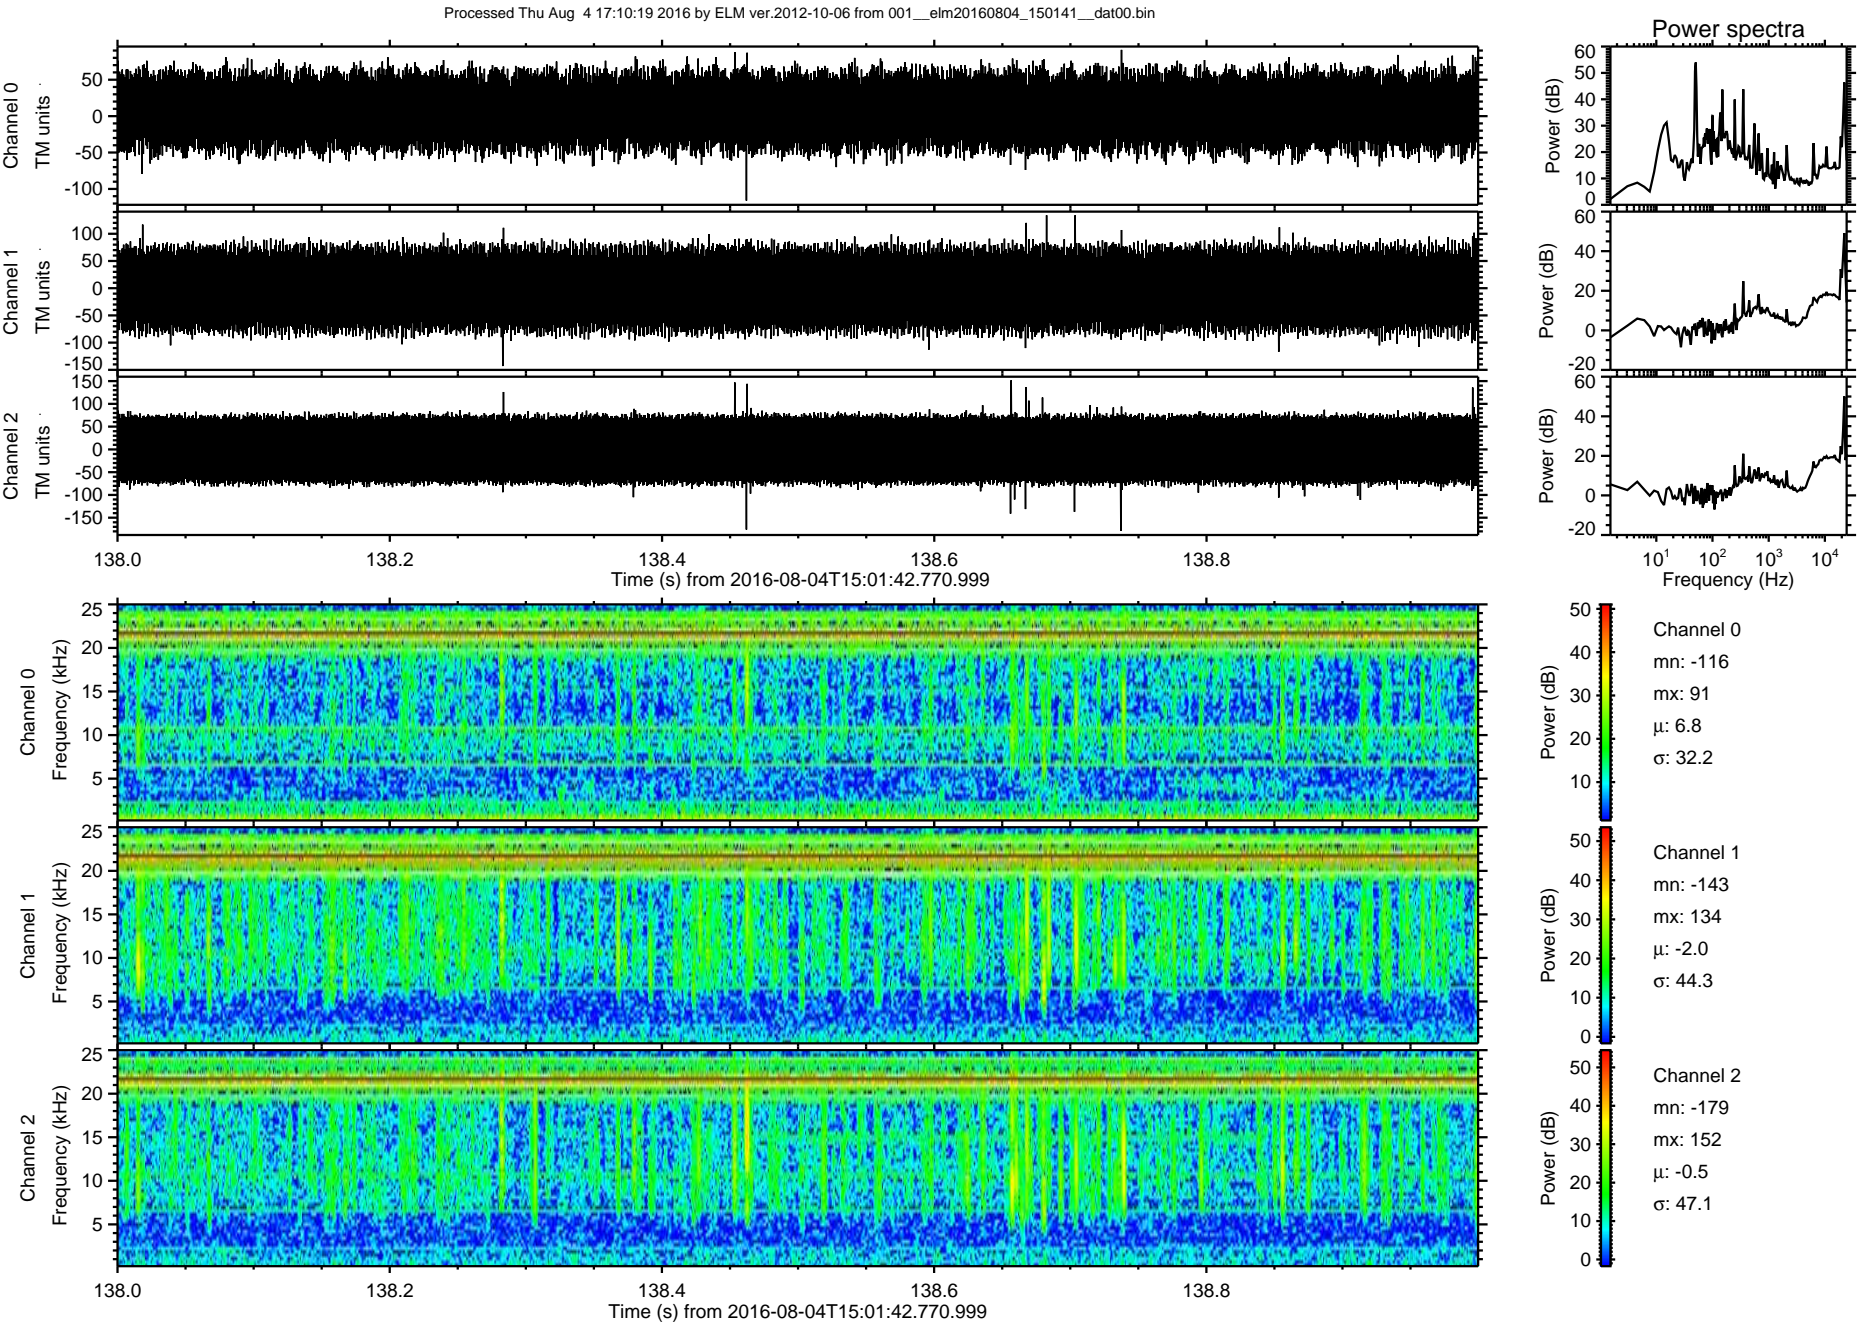 Processed Thu Aug  4 17:10:19 2016 by ELM ver.2012-10-06 from 001__elm20160804_150141__dat00.bin
Power spectra
Channel 0
TM units
50
0
-50
-100
Power (dB)
60
50
40
30
20
10
0
Channel 1
TM units
100
50
0
-50
-100
-150
Power (dB)
60
40
20
0
-20
Channel 2
TM units
150
100
50
0
-50
-100
-150
Power (dB)
60
40
20
0
-20
138.0 138.2 138.4 138.6 138.8
Time (s) from 2016-08-04T15:01:42.770.999
10¹ 10² 10³ 10⁴
Frequency (Hz)
Channel 0
Frequency (kHz)
25
20
15
10
5
Power (dB)
50
40
30
20
10
Channel 0
mn: -116
mx: 91
μ: 6.8
σ: 32.2
Channel 1
Frequency (kHz)
25
20
15
10
5
Power (dB)
50
40
30
20
10
0
Channel 1
mn: -143
mx: 134
μ: -2.0
σ: 44.3
Channel 2
Frequency (kHz)
25
20
15
10
5
Power (dB)
50
40
30
20
10
0
Channel 2
mn: -179
mx: 152
μ: -0.5
σ: 47.1
138.0 138.2 138.4 138.6 138.8
Time (s) from 2016-08-04T15:01:42.770.999